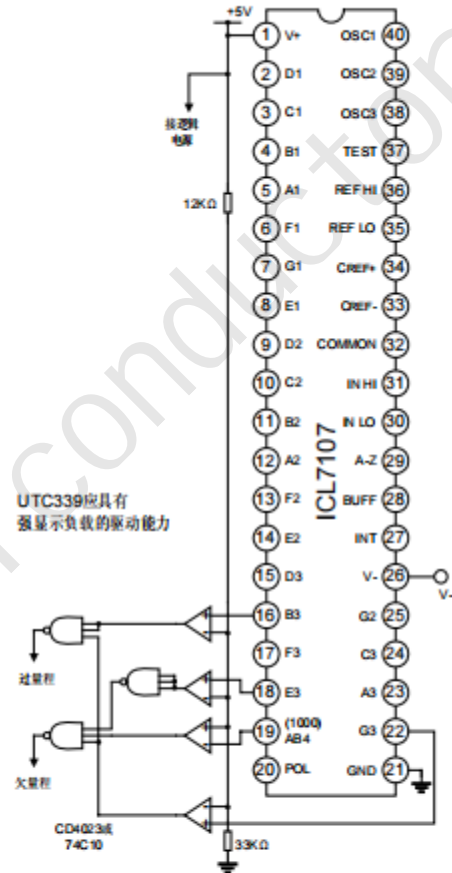 +5V
1 V+ OSC1 40
2 D1 OSC2 39
3 C1 OSC3 38
接逻辑
电源
4 B1 TEST 37
5 A1 REF HI 36
12KΩ
6 F1 REF LO 35
7 G1 CREF+ 34
8 E1 CREF- 33
9 D2 COMMON 32
10 C2 IN HI 31
11 B2 IN LO 30
12 A2 A-Z 29
13 F2 BUFF 28
14 E2 INT 27
15 D3 V- 26
V-
16 B3 G2 25
17 F3 C3 24
18 E3 A3 23
19 (1000) AB4 G3 22
20 POL GND 21
ICL7107
UTC339应具有
强显示负载的驱动能力
过量程
欠量程
CD4023或
74C10
33KΩ
conductor